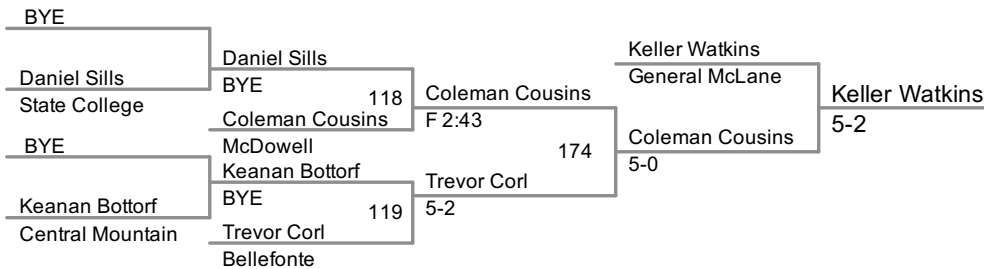 BYE
Daniel Sills
State College
BYE
Keanan Bottorf
Central Mountain
Daniel Sills
BYE
118
Coleman Cousins
McDowell
Keanan Bottorf
BYE
119
Trevor Corl
Bellefonte
Coleman Cousins
F 2:43
174
Trevor Corl
5-2
Keller Watkins
General McLane
Coleman Cousins
5-0
Keller Watkins
5-2